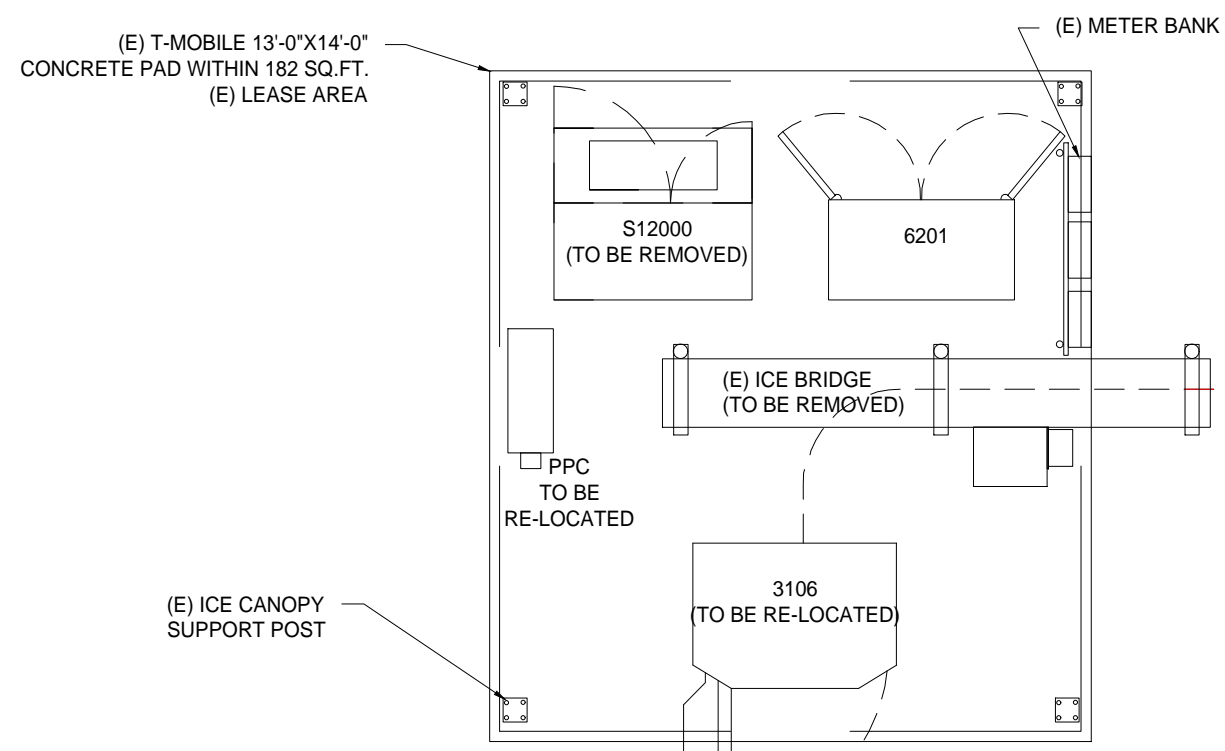 (E) T-MOBILE 13'-0"X14'-0"
CONCRETE PAD WITHIN 182 SQ.FT.
(E) LEASE AREA
(E) METER BANK
S12000
(TO BE REMOVED)
6201
(E) ICE BRIDGE
(TO BE REMOVED)
PPC
TO BE
RE-LOCATED
3106
(TO BE RE-LOCATED)
(E) ICE CANOPY
SUPPORT POST